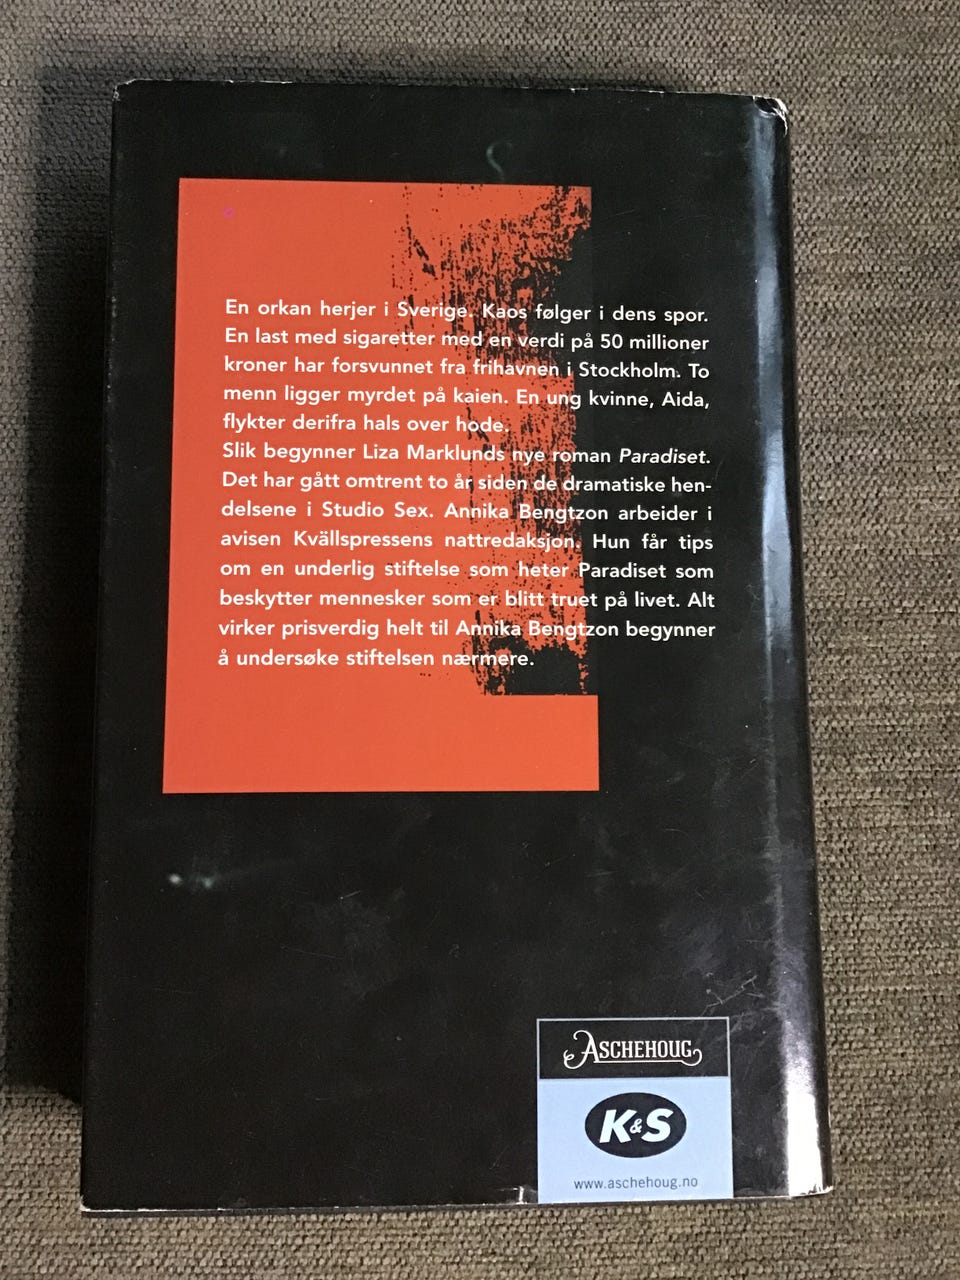 En orkan herjer i Sverige. Kaos følger i dens spor.
En last med sigaretter med en verdi på 50 millioner
kroner har forsvunnet fra frihavnen i Stockholm. To
menn ligger myrdet på kaien. En ung kvinne, Aida,
flykter derifra hals over hode.
Slik begynner Liza Marklunds nye roman Paradiset.
Det har gått omtrent to år siden de dramatiske hen-
delsene i Studio Sex. Annika Bengtzon arbeider i
avisen Kvällspressens nattredaksjon. Hun får tips
om en underlig stiftelse som heter Paradiset som
beskytter mennesker som er blitt truet på livet. Alt
virker prisverdig helt til Annika Bengtzon begynner
å undersøke stiftelsen nærmere.
ASCHEHOUG
K&S
www.aschehoug.no